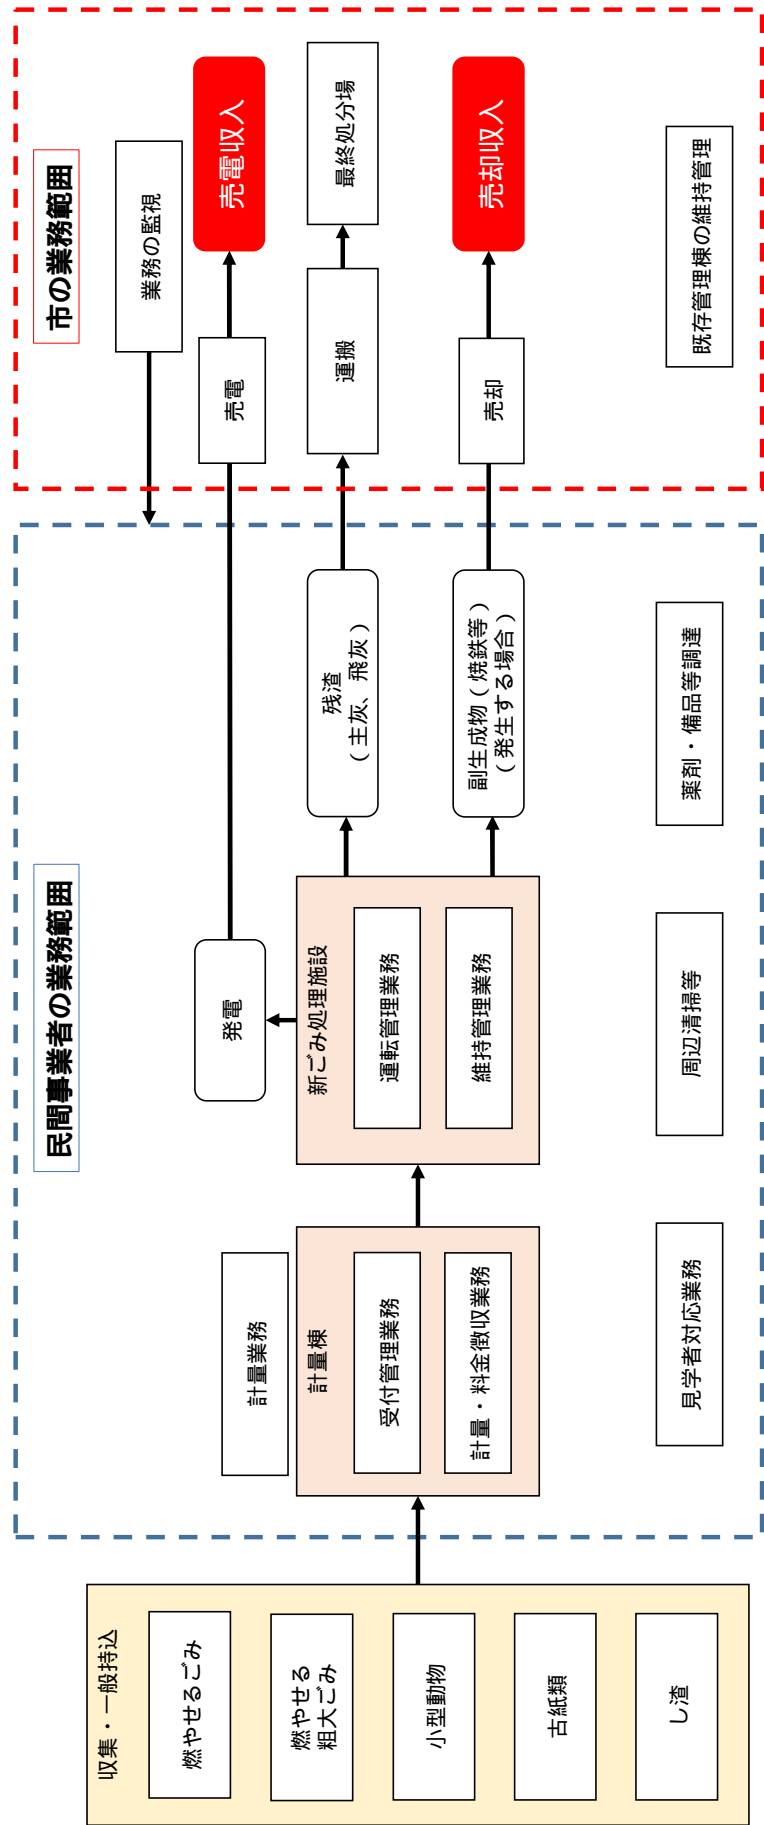 収集・一般持込
燃やせるごみ
燃やせる
粗大ごみ
小型動物
古紙類
し渣
民間事業者の業務範囲
計量業務
計量棟
受付管理業務
計量・料金徴収業務
見学者対応業務
発電
新ごみ処理施設
運転管理業務
維持管理業務
周辺清掃等
残渣
（主灰、飛灰）
副生成物（焼鉄等）
（発生する場合）
薬剤・備品等調達
市の業務範囲
業務の監視
売電
売電収入
運搬
最終処分場
売却
売却収入
既存管理棟の維持管理